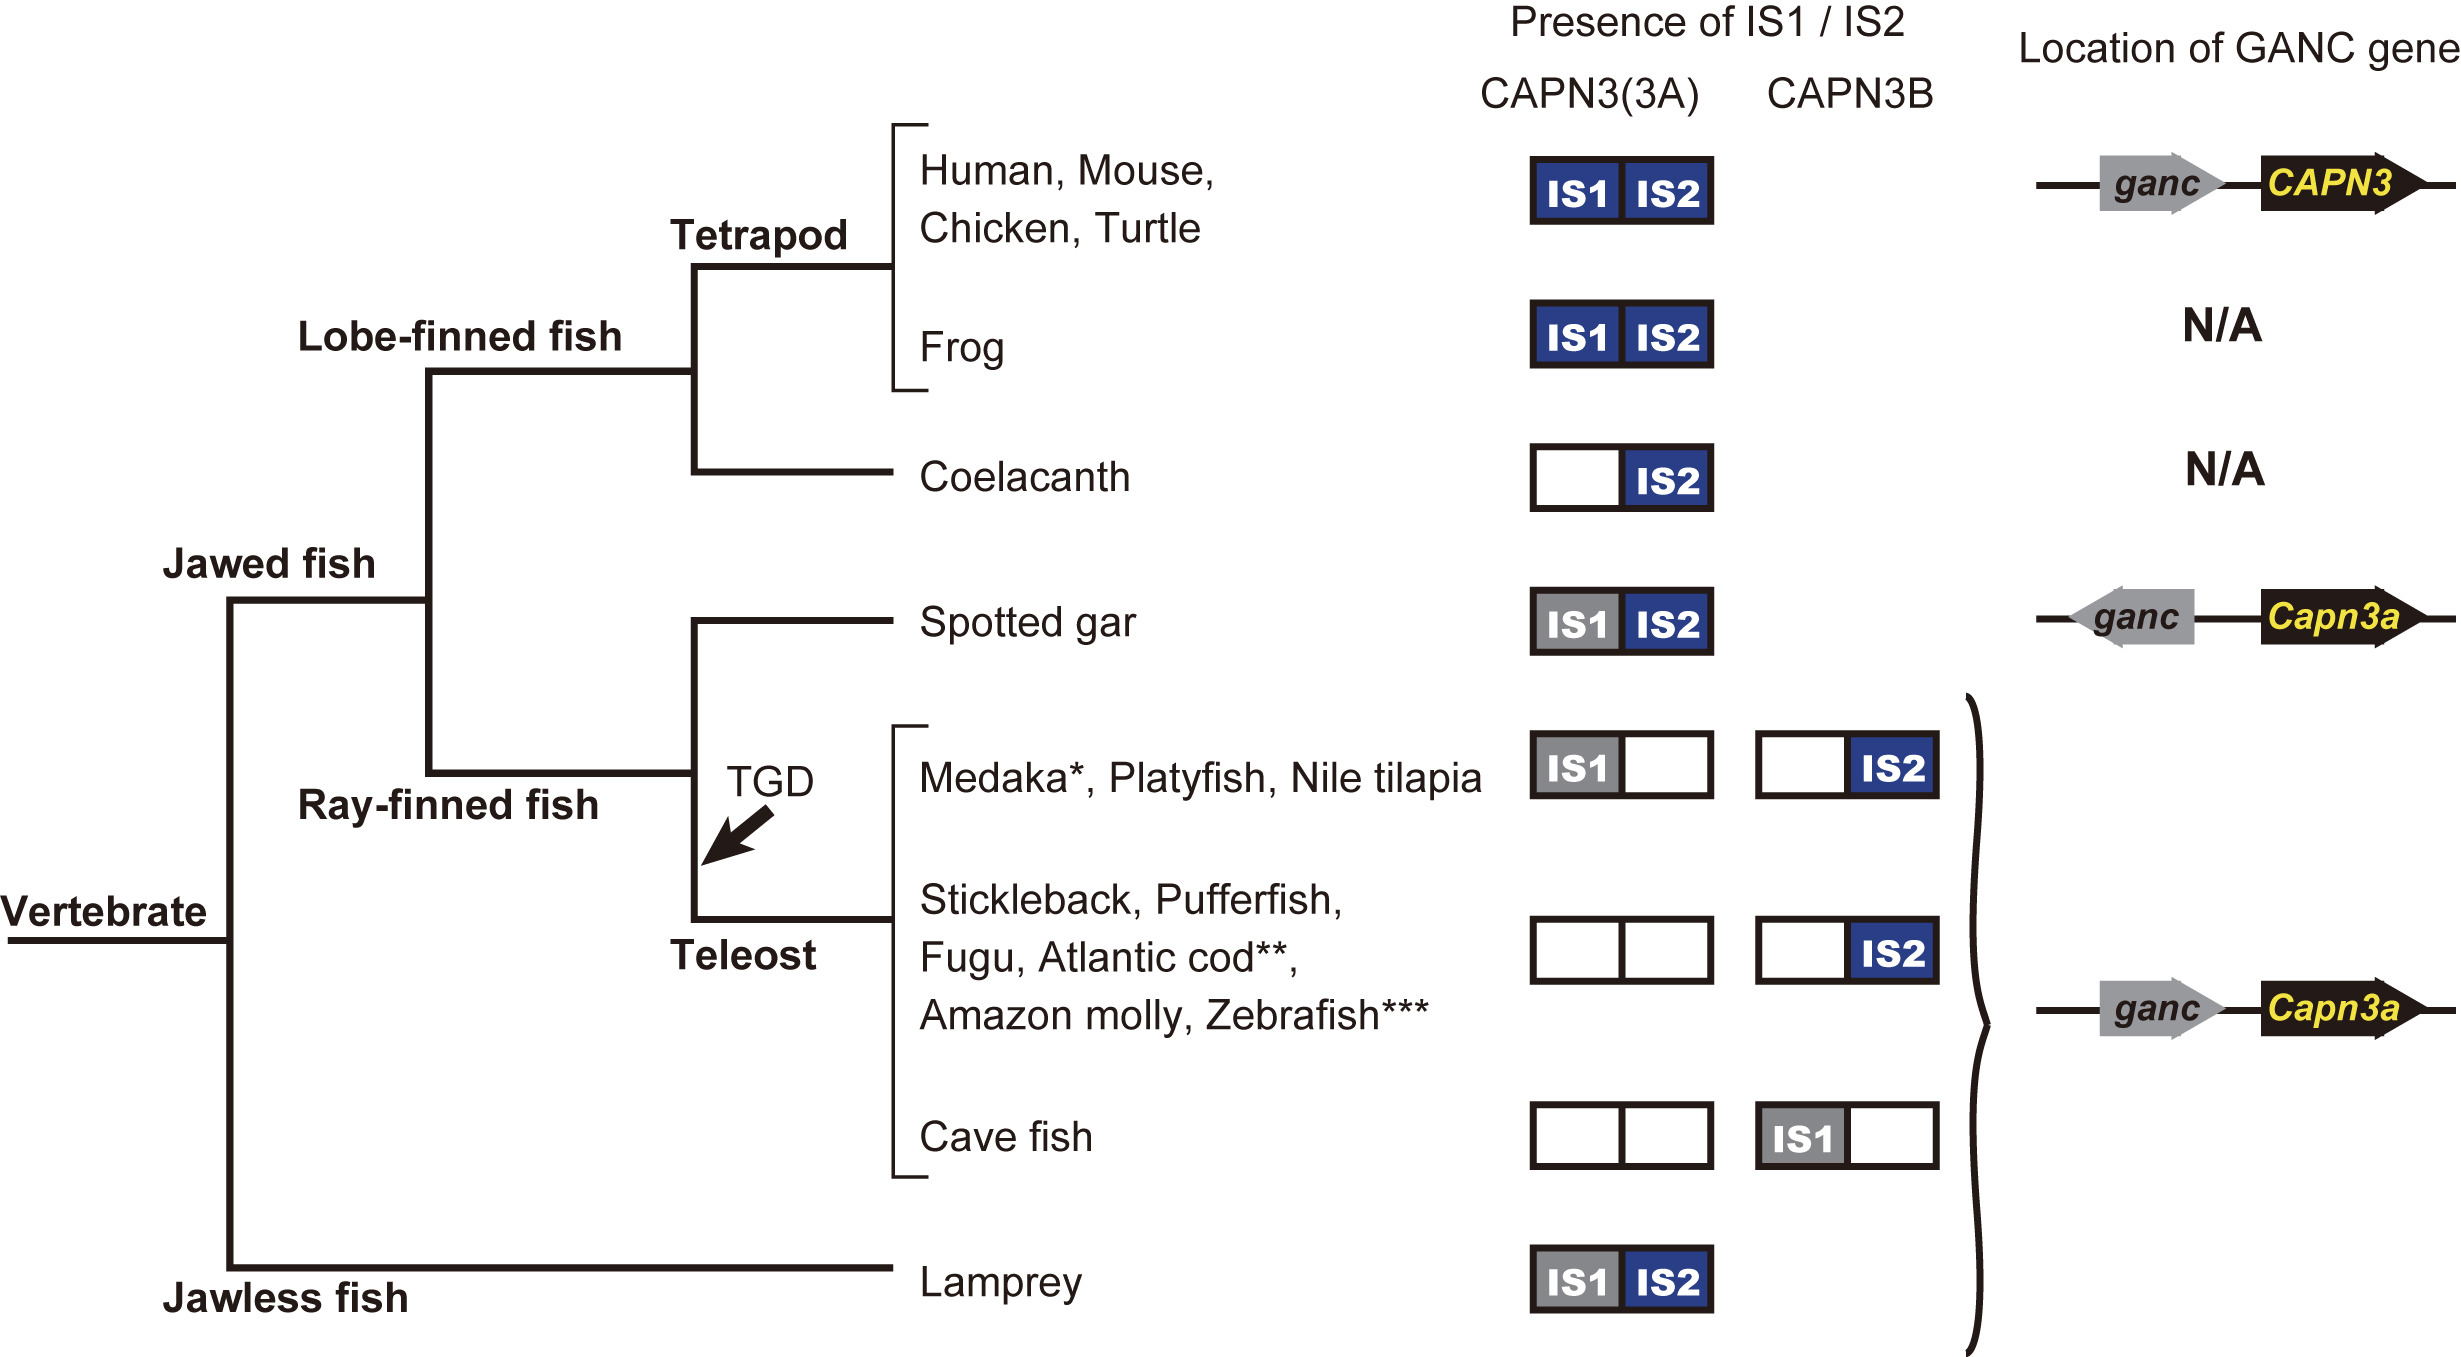 Presence of IS1 / IS2
Location of GANC gene
CAPN3(3A)
CAPN3B
Human, Mouse,
Chicken, Turtle
IS1 IS2
ganc CAPN3
Tetrapod
Lobe-finned fish
Frog
IS1 IS2
N/A
Coelacanth
IS2
N/A
Jawed fish
Spotted gar
IS1 IS2
ganc Capn3a
TGD
Medaka*, Platyfish, Nile tilapia
IS1
IS2
Ray-finned fish
Vertebrate
Stickleback, Pufferfish,
Fugu, Atlantic cod**,
Amazon molly, Zebrafish***
IS2
Teleost
ganc Capn3a
Cave fish
IS1
Jawless fish
Lamprey
IS1 IS2